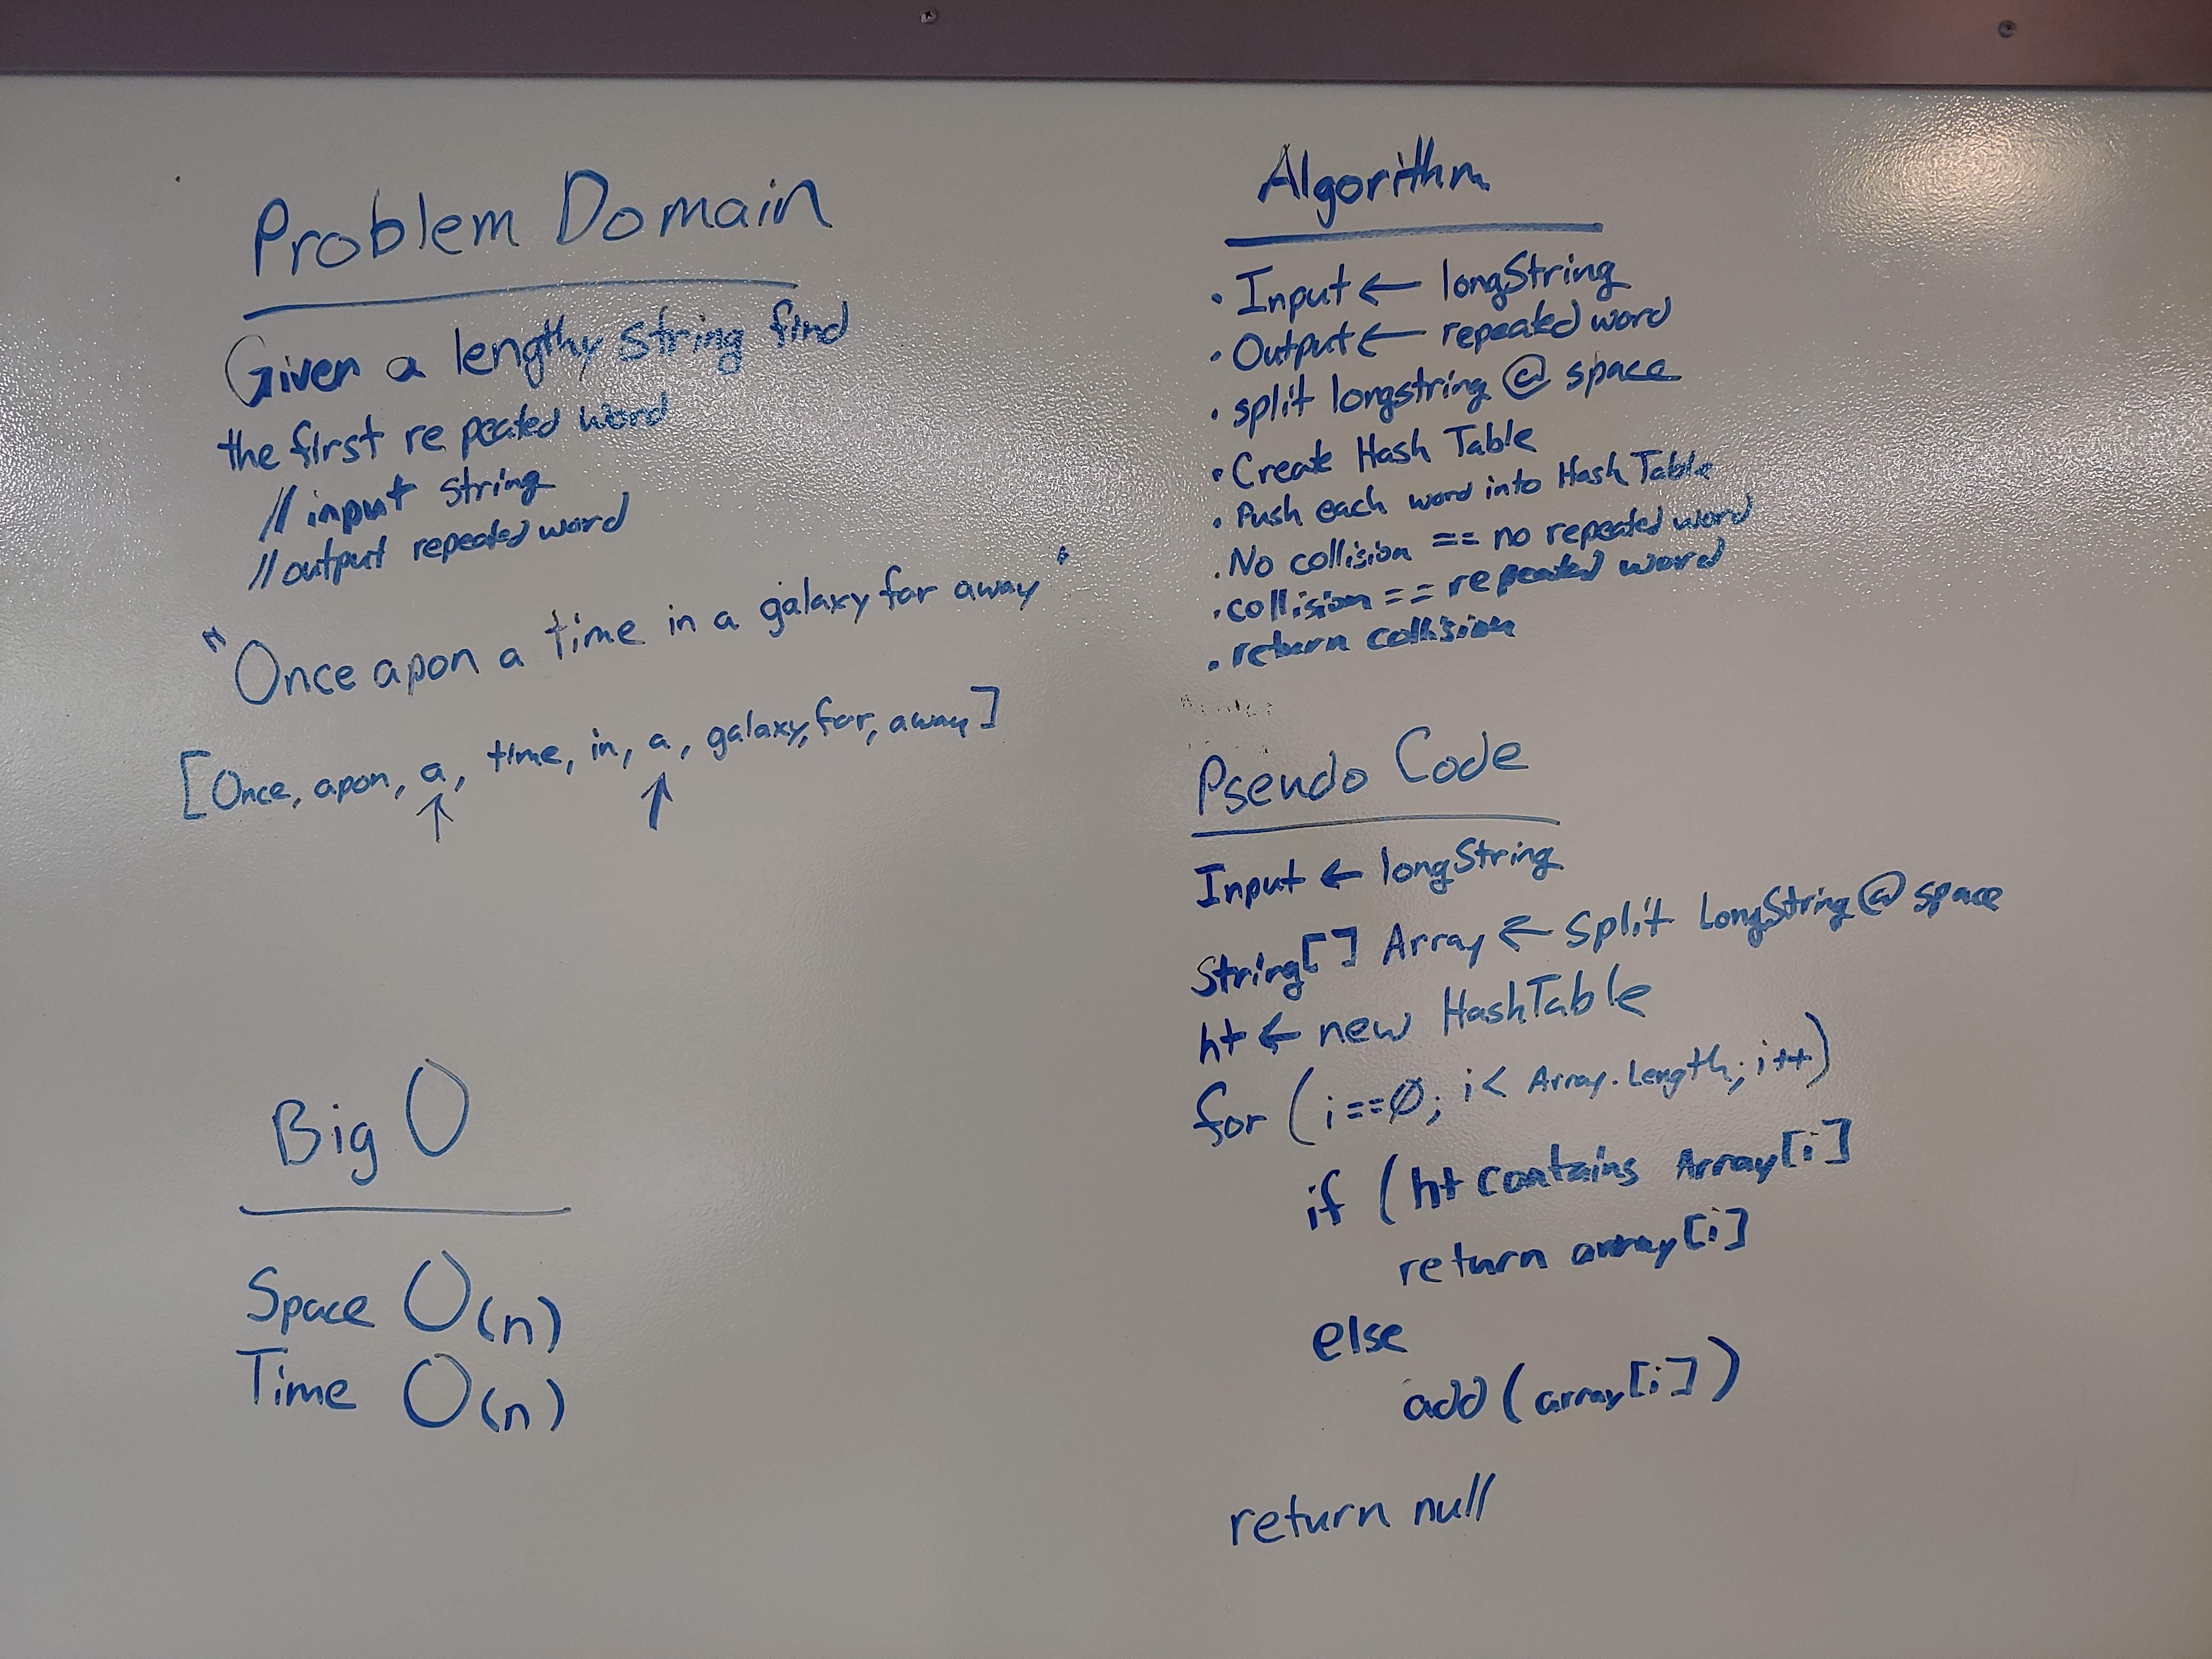 Problem Domain
Given a lengthy string find
the first repeated word
// input string
// output repeated word
"Once apon a time in a galaxy far away"
[Once, apon, a, time, in, a, galaxy, far, away]
Big O
Space O(n)
Time O(n)
Algorithm
• Input ← longString
• Output ← repeated word
• split longstring @ space
• Create Hash Table
• Push each word into Hash Table
• No collision == no repeated word
• collision == repeated word
• return collision
Pseudo Code
Input ← longString
String[] Array ← split LongString @ space
ht ← new HashTable
for (i==0; i< Array.Length; i++)
if (ht contains Array[i]
return array[i]
else
add (array[i])
return null